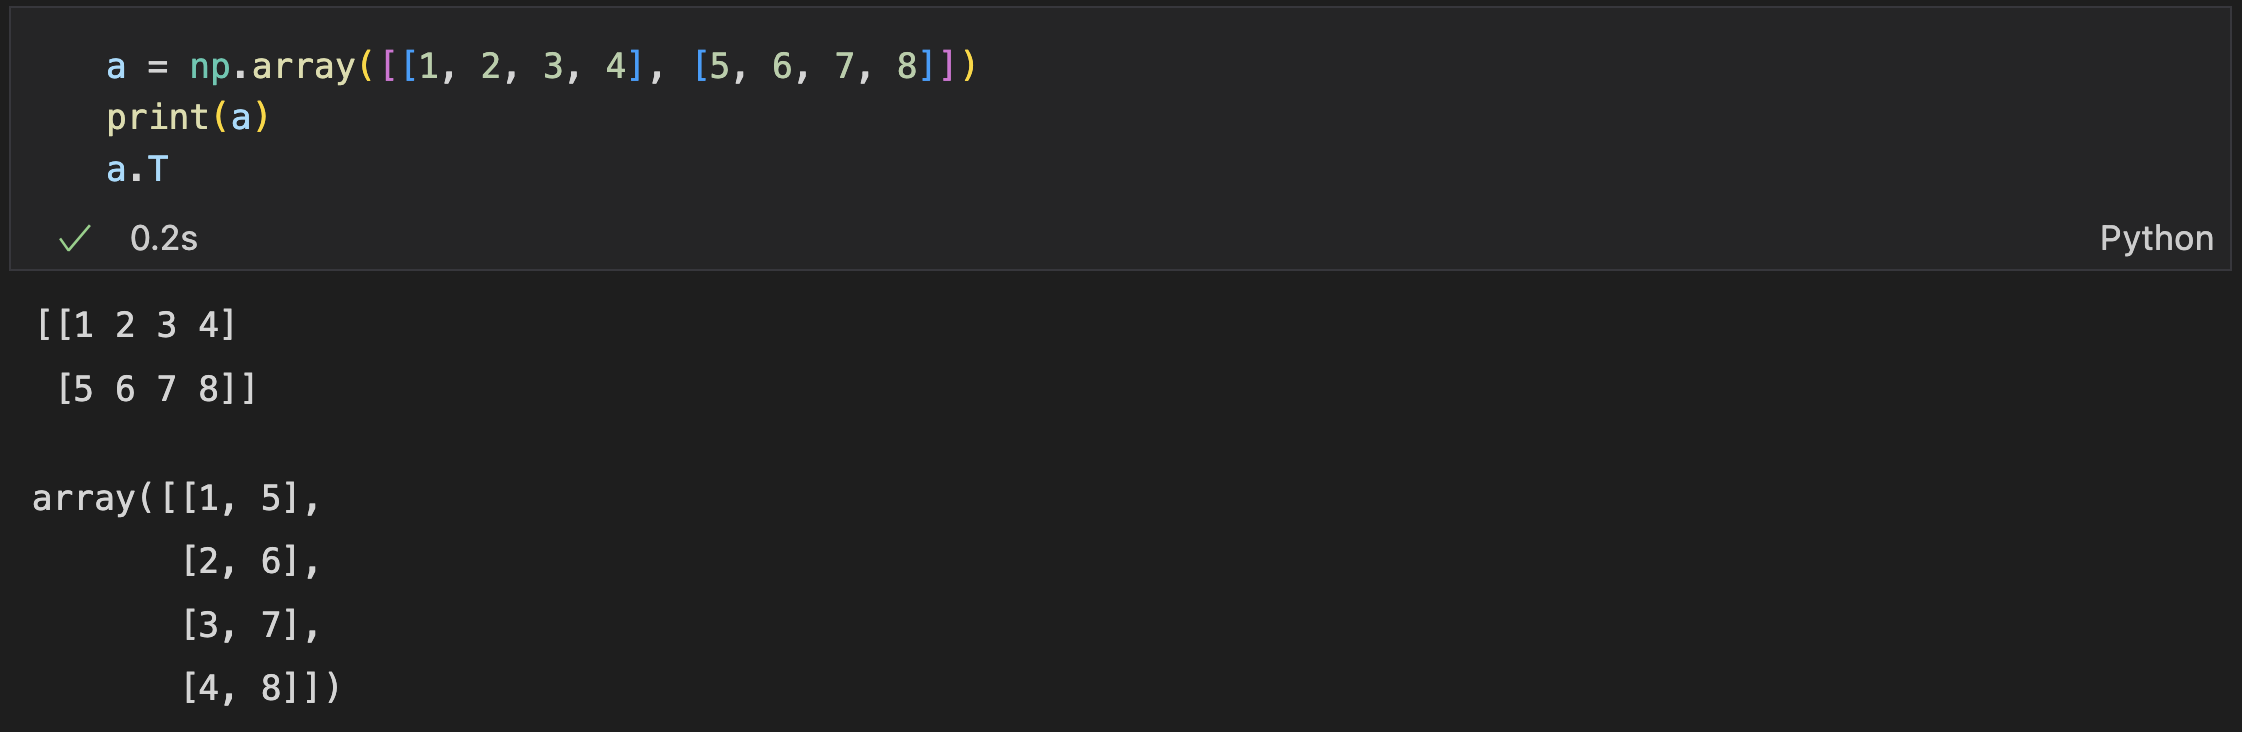 a = np.array([[1, 2, 3, 4], [5, 6, 7, 8]])
print(a)
a.T
0.2s
Python
[[1 2 3 4]
 [5 6 7 8]]
array([[1, 5],
       [2, 6],
       [3, 7],
       [4, 8]])